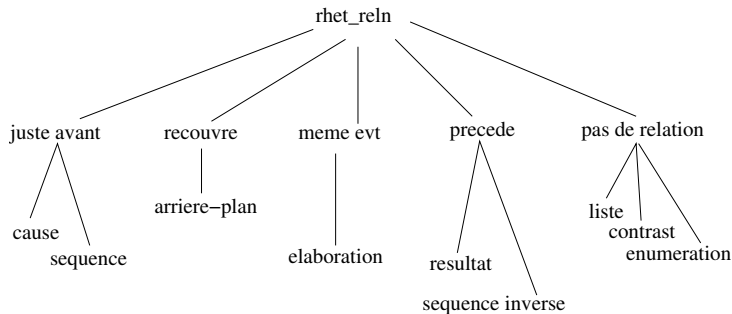 rhet_reln
juste avant
recouvre
meme evt
precede
pas de relation
cause
sequence
arriere−plan
elaboration
resultat
sequence inverse
liste
contrast
enumeration